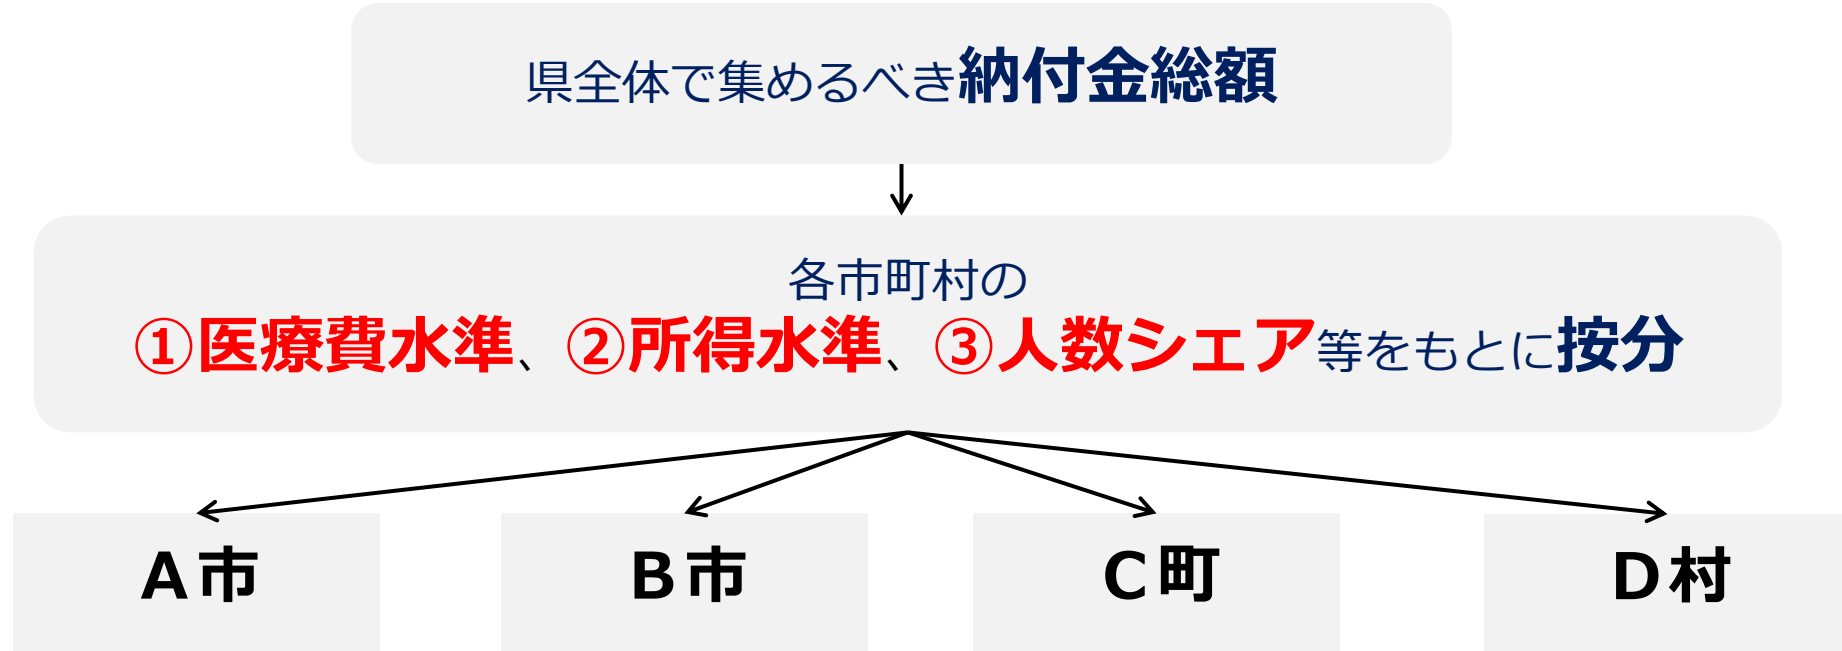 県全体で集めるべき納付金総額
各市町村の
①医療費水準、②所得水準、③人数シェア等をもとに按分
Ａ市
Ｂ市
Ｃ町
Ｄ村